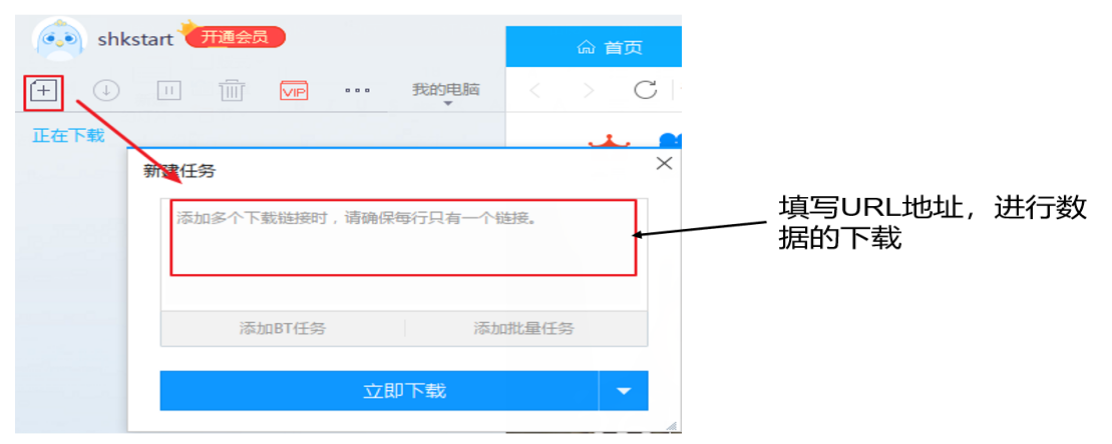 shkstart
开通会员
首页
VIP
我的电脑
正在下载
新建任务
添加多个下载链接时，请确保每行只有一个链接。
添加BT任务
添加批量任务
立即下载
填写URL地址，进行数
据的下载